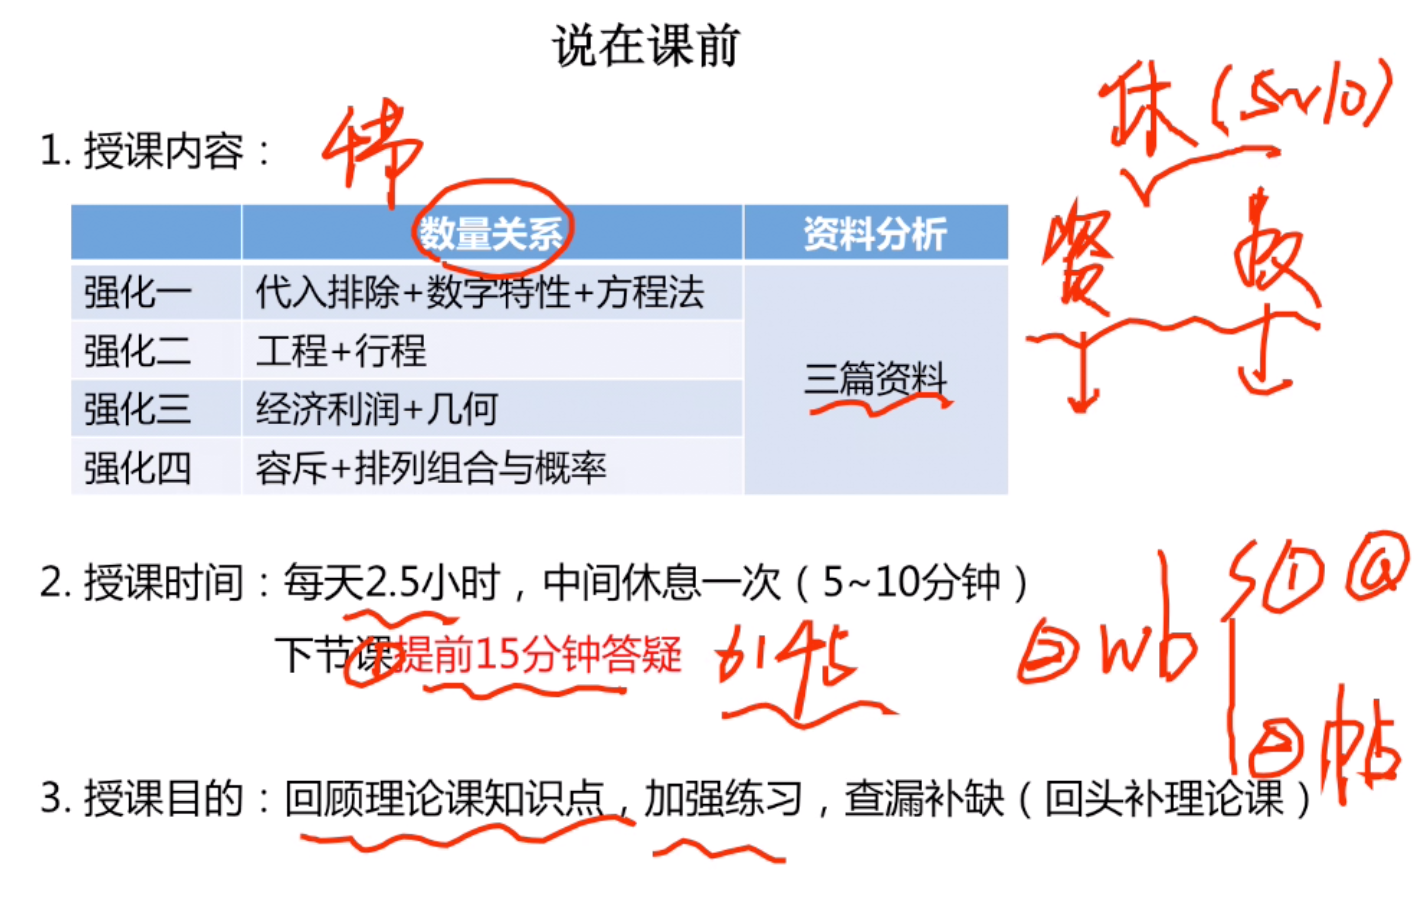 说在课前
休(5~10)
1. 授课内容：
资 数
数量关系 资料分析
强化一 代入排除+数字特性+方程法
强化二 工程+行程
三篇资料
强化三 经济利润+几何
强化四 容斥+排列组合与概率
2. 授课时间：每天2.5小时，中间休息一次（5~10分钟）
下节课提前15分钟答疑 6145 ② wb
① @
② 帖
3. 授课目的：回顾理论课知识点，加强练习，查漏补缺（回头补理论课）